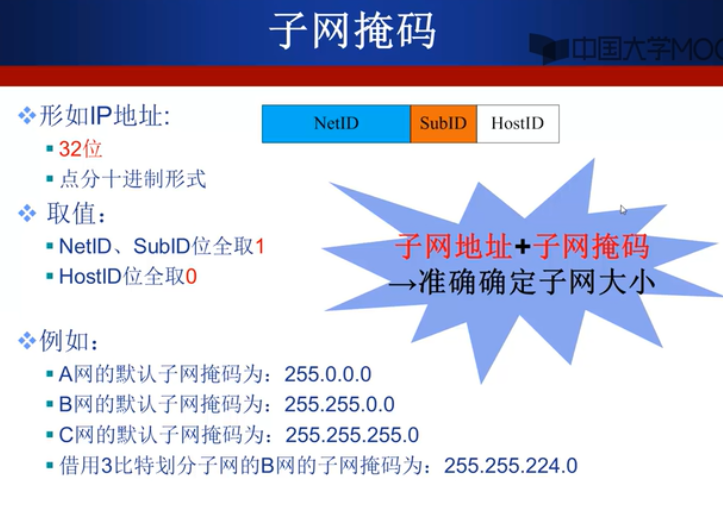 子网掩码
中国大学MOO
形如IP地址:
NetID SubID HostID
32位
点分十进制形式
取值：
NetID、SubID位全取1
HostID位全取0
子网地址+子网掩码
→准确确定子网大小
例如：
A网的默认子网掩码为：255.0.0.0
B网的默认子网掩码为：255.255.0.0
C网的默认子网掩码为：255.255.255.0
借用3比特划分子网的B网的子网掩码为：255.255.224.0